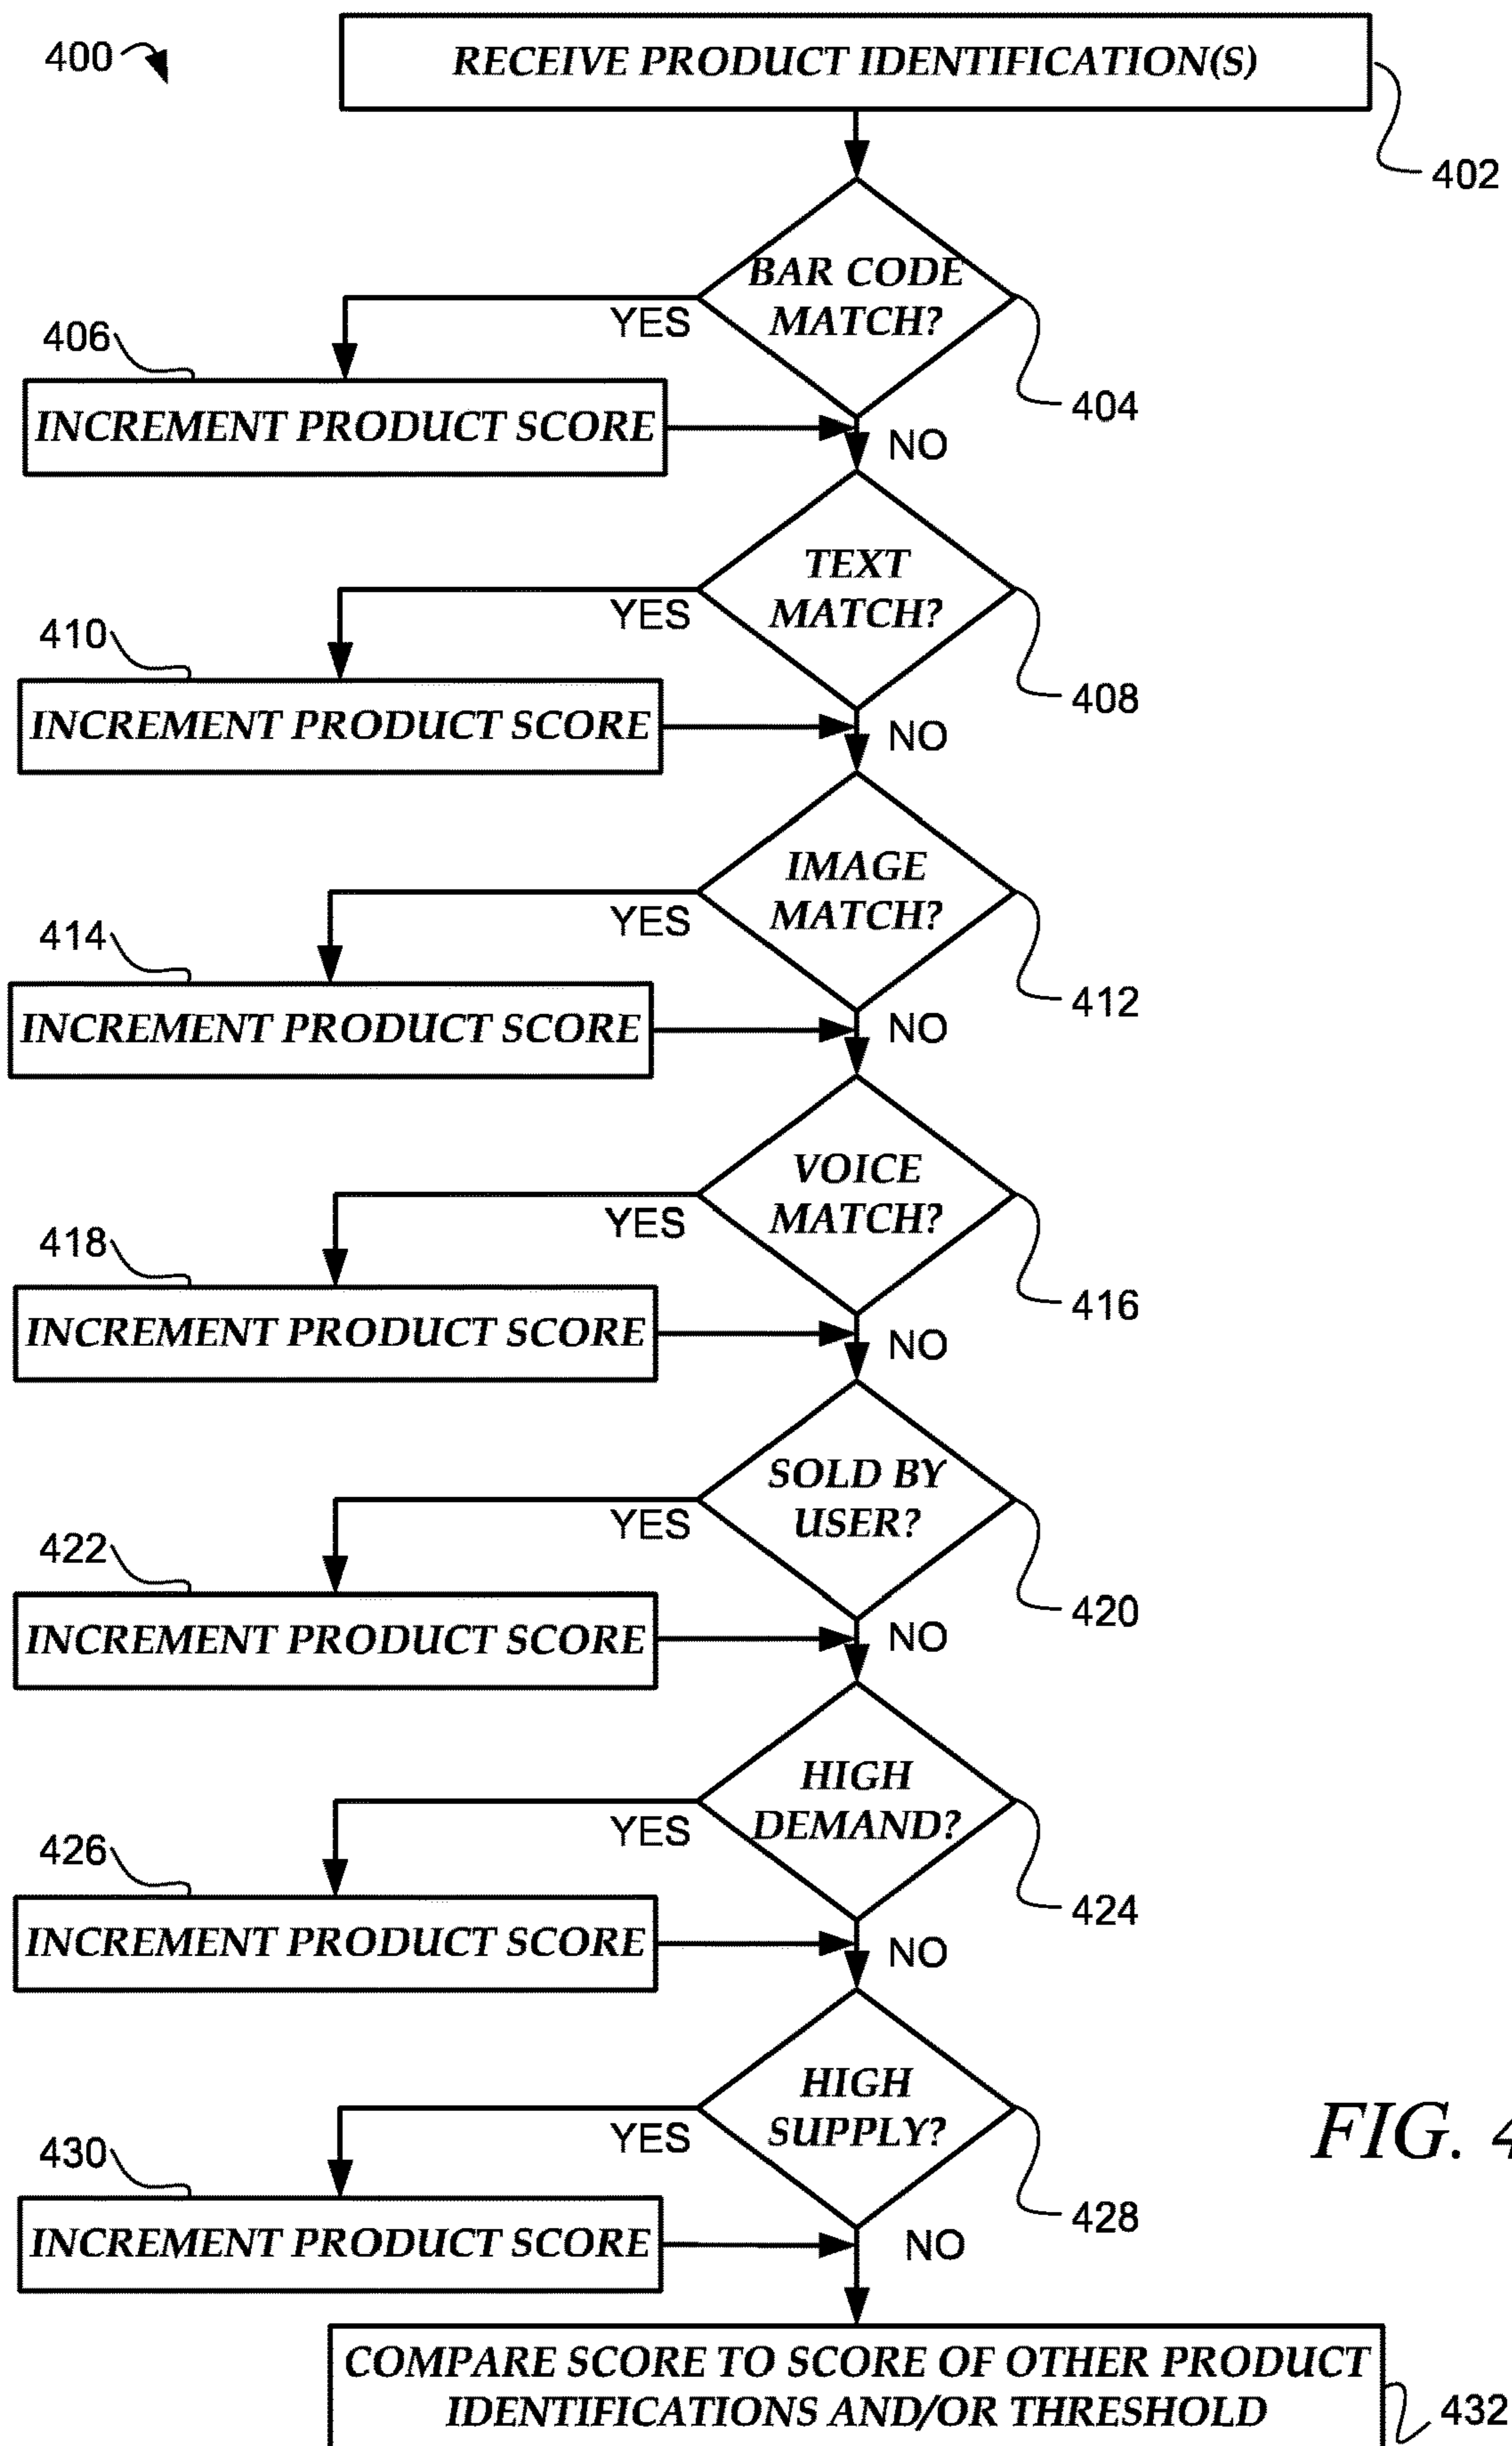 400
RECEIVE PRODUCT IDENTIFICATION(S)
402
BAR CODE
MATCH?
YES
404
406
INCREMENT PRODUCT SCORE
NO
TEXT
MATCH?
YES
408
410
INCREMENT PRODUCT SCORE
NO
IMAGE
MATCH?
YES
412
414
INCREMENT PRODUCT SCORE
NO
VOICE
MATCH?
YES
416
418
INCREMENT PRODUCT SCORE
NO
SOLD BY
USER?
YES
420
422
INCREMENT PRODUCT SCORE
NO
HIGH
DEMAND?
YES
424
426
INCREMENT PRODUCT SCORE
NO
HIGH
SUPPLY?
YES
428
430
INCREMENT PRODUCT SCORE
NO
FIG. 4
COMPARE SCORE TO SCORE OF OTHER PRODUCT
IDENTIFICATIONS AND/OR THRESHOLD
432